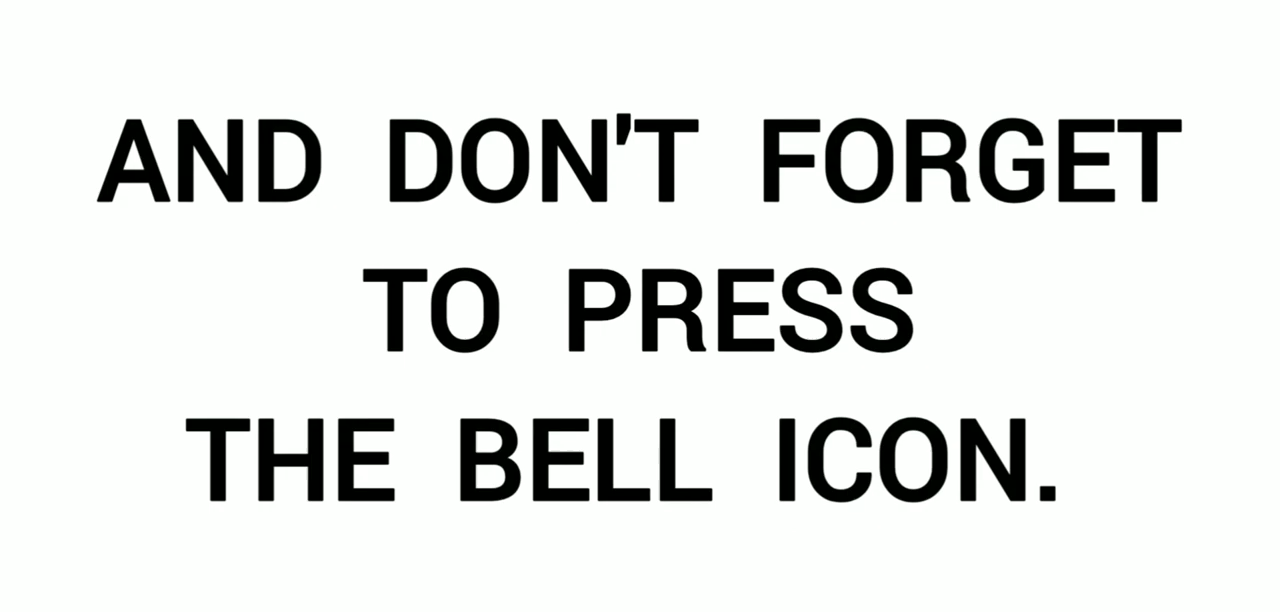 AND DON'T FORGET
TO PRESS
THE BELL ICON.